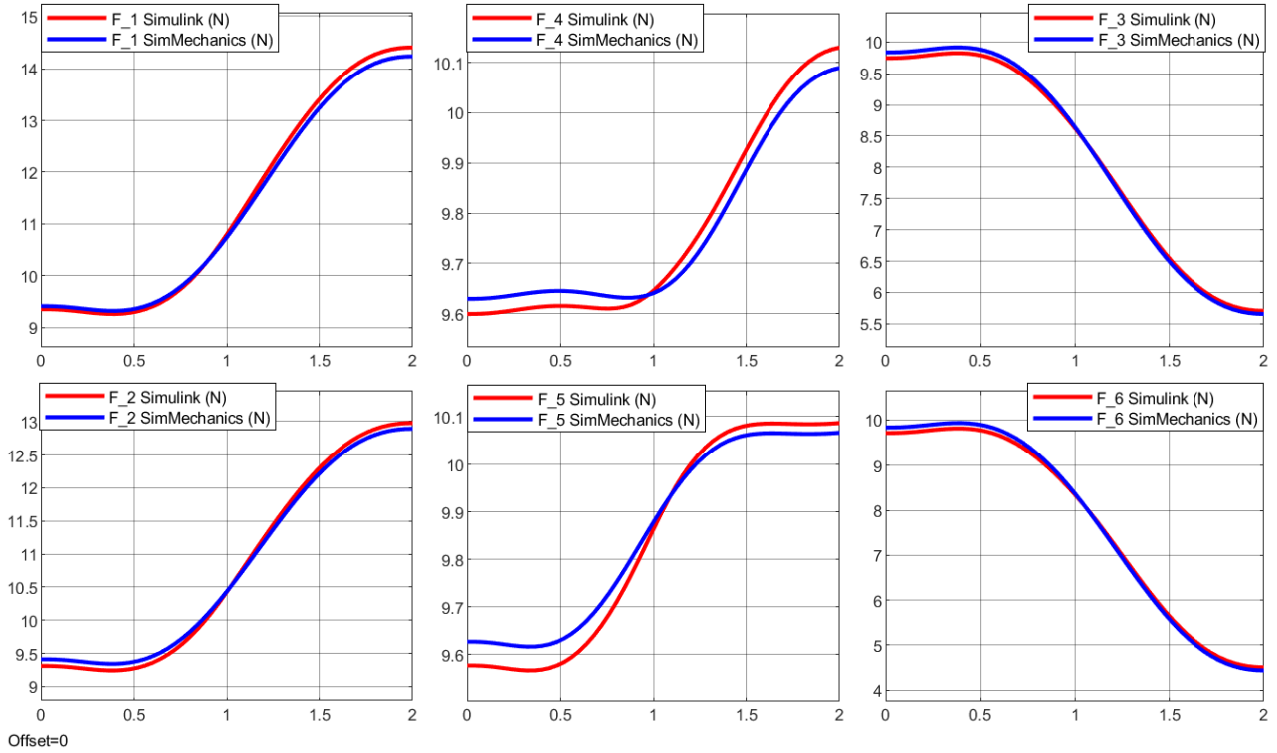 F_1 Simulink (N)
F_1 SimMechanics (N)
15
14
13
12
11
10
9
0 0.5 1 1.5 2
F_4 Simulink (N)
F_4 SimMechanics (N)
10.1
10
9.9
9.8
9.7
9.6
0 0.5 1 1.5 2
F_3 Simulink (N)
F_3 SimMechanics (N)
10
9.5
9
8.5
8
7.5
7
6.5
6
5.5
0 0.5 1 1.5 2
F_2 Simulink (N)
F_2 SimMechanics (N)
13
12.5
12
11.5
11
10.5
10
9.5
9
0 0.5 1 1.5 2
F_5 Simulink (N)
F_5 SimMechanics (N)
10.1
10
9.9
9.8
9.7
9.6
0 0.5 1 1.5 2
F_6 Simulink (N)
F_6 SimMechanics (N)
10
9
8
7
6
5
4
0 0.5 1 1.5 2
Offset=0